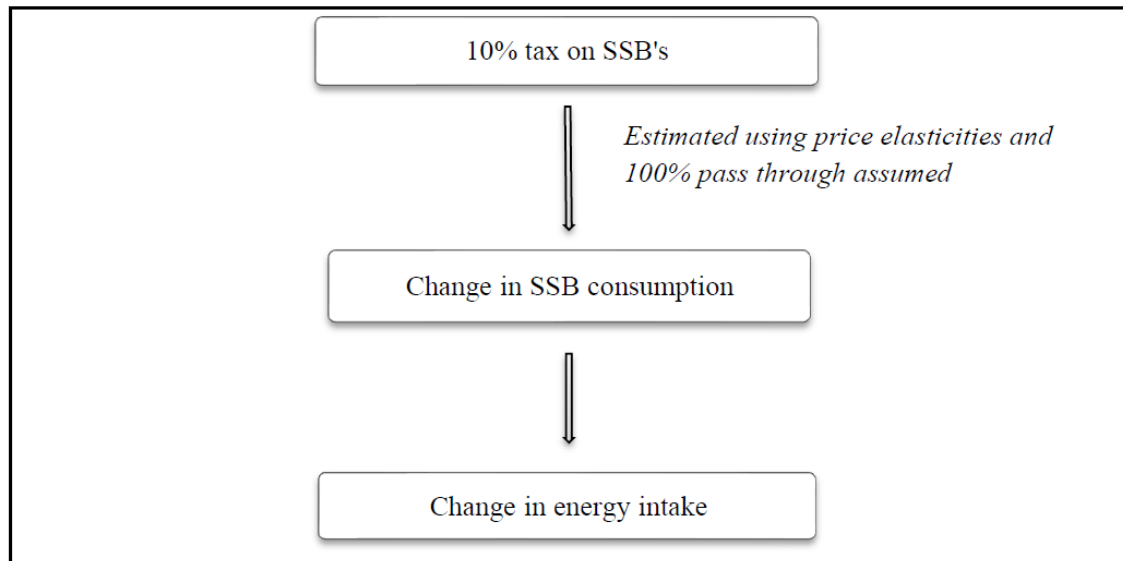 10% tax on SSB's
Estimated using price elasticities and
100% pass through assumed
Change in SSB consumption
Change in energy intake